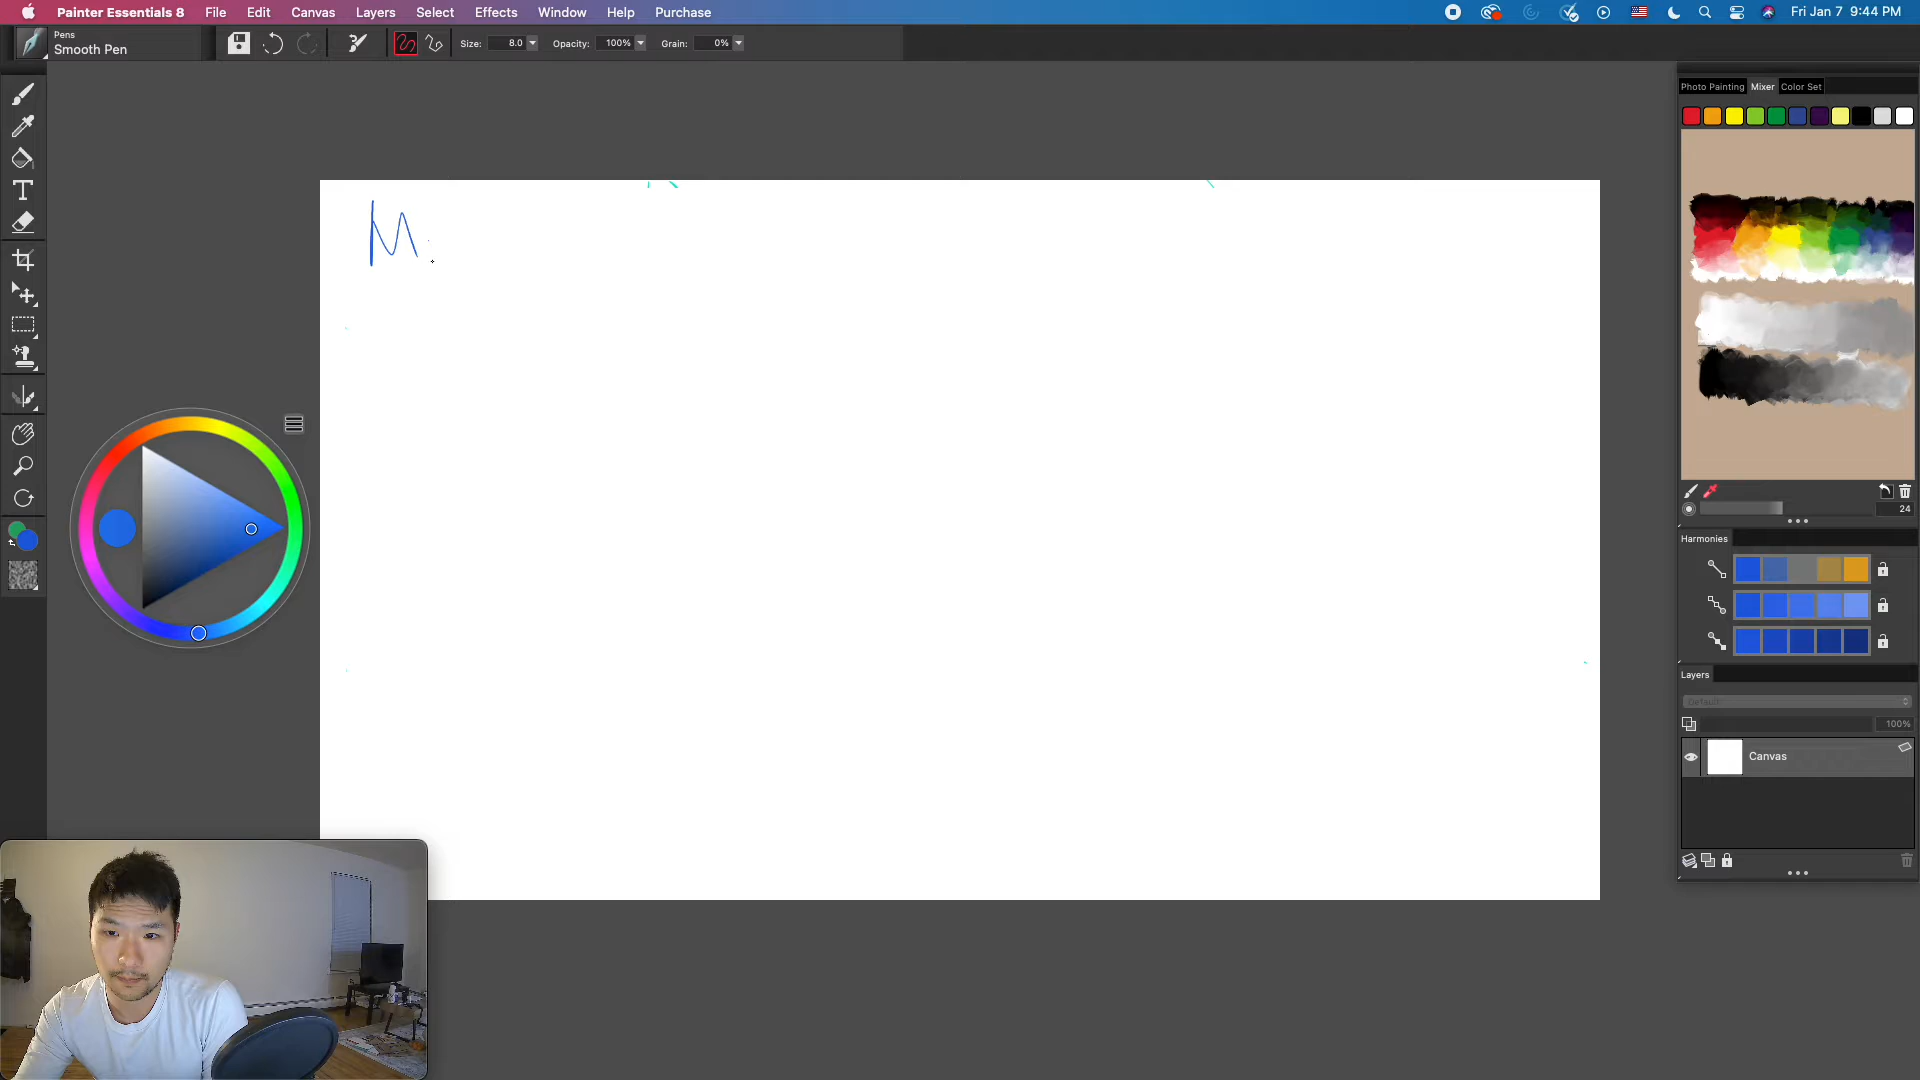 Painter Essentials 8 File Edit Canvas Layers Select Effects Window Help Purchase Fri Jan 7 9:44 PM
Pens
Smooth Pen
Size: 8.0 Opacity: 100% Grain: 0%
Photo Painting Mixer Color Set
M
24
Harmonies
Layers
Default
100%
Canvas